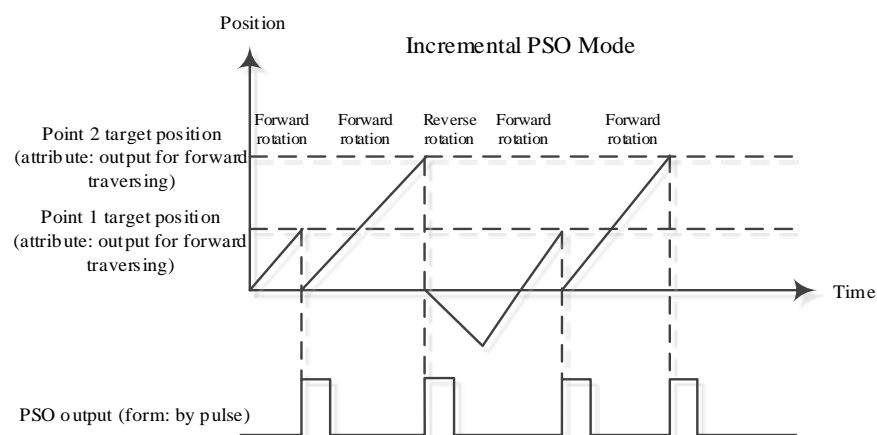 Position
Incremental PSO Mode
Forward
rotation
Forward
rotation
Reverse
rotation
Forward
rotation
Forward
rotation
Point 2 target position
(attribute: output for forward
traversing)
Point 1 target position
(attribute: output for forward
traversing)
Time
PSO output (form: by pulse)